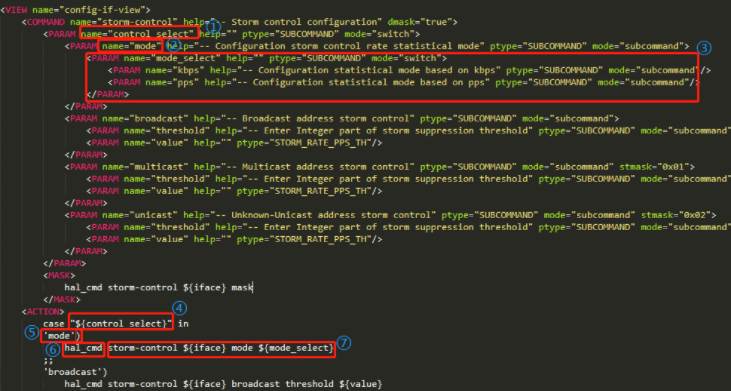 <VIEW name="config-if-view">
<COMMAND name="storm-control" help="-- Storm control configuration" dmask="true">
<PARAM name="control_select" help="" ptype="SUBCOMMAND" mode="switch"> ①
<PARAM name="mode" ② help="-- Configuration storm control rate statistical mode" ptype="SUBCOMMAND" mode="subcommand"> ③
<PARAM name="mode_select" help="" ptype="SUBCOMMAND" mode="switch">
<PARAM name="kbps" help="-- Configuration statistical mode based on kbps" ptype="SUBCOMMAND" mode="subcommand"/>
<PARAM name="pps" help="-- Configuration statistical mode based on pps" ptype="SUBCOMMAND" mode="subcommand"/>
</PARAM>
</PARAM>
<PARAM name="broadcast" help="-- Broadcast address storm control" ptype="SUBCOMMAND" mode="subcommand">
<PARAM name="threshold" help="-- Enter Integer part of storm suppression threshold" ptype="SUBCOMMAND" mode="subcommand"
<PARAM name="value" help="" ptype="STORM_RATE_PPS_TH"/>
</PARAM>
<PARAM name="multicast" help="-- Multicast address storm control" ptype="SUBCOMMAND" mode="subcommand" stmask="0x01">
<PARAM name="threshold" help="-- Enter Integer part of storm suppression threshold" ptype="SUBCOMMAND" mode="subcommand"
<PARAM name="value" help="" ptype="STORM_RATE_PPS_TH"/>
</PARAM>
<PARAM name="unicast" help="-- Unknown-Unicast address storm control" ptype="SUBCOMMAND" mode="subcommand" stmask="0x02">
<PARAM name="threshold" help="-- Enter Integer part of storm suppression threshold" ptype="SUBCOMMAND" mode="subcommand"
<PARAM name="value" help="" ptype="STORM_RATE_PPS_TH"/>
</PARAM>
</PARAM>
<MASK>
hal_cmd storm-control ${iface} mask
</MASK>
<ACTION>
case "${control_select}" in ④
⑤ 'mode')
⑥ hal_cmd storm-control ${iface} mode ${mode_select} ⑦
;;
'broadcast')
hal_cmd storm-control ${iface} broadcast threshold ${value}